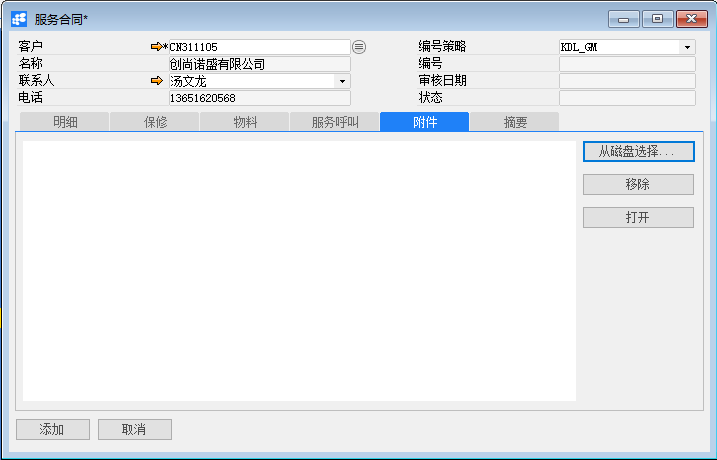 服务合同*
客户 *CN311105 编号策略 KDL_GM
名称 创尚诺盛有限公司 编号
联系人 汤文龙 审核日期
电话 13651620568 状态
明细 保修 物料 服务呼叫 附件 摘要
从磁盘选择...
移除
打开
添加 取消